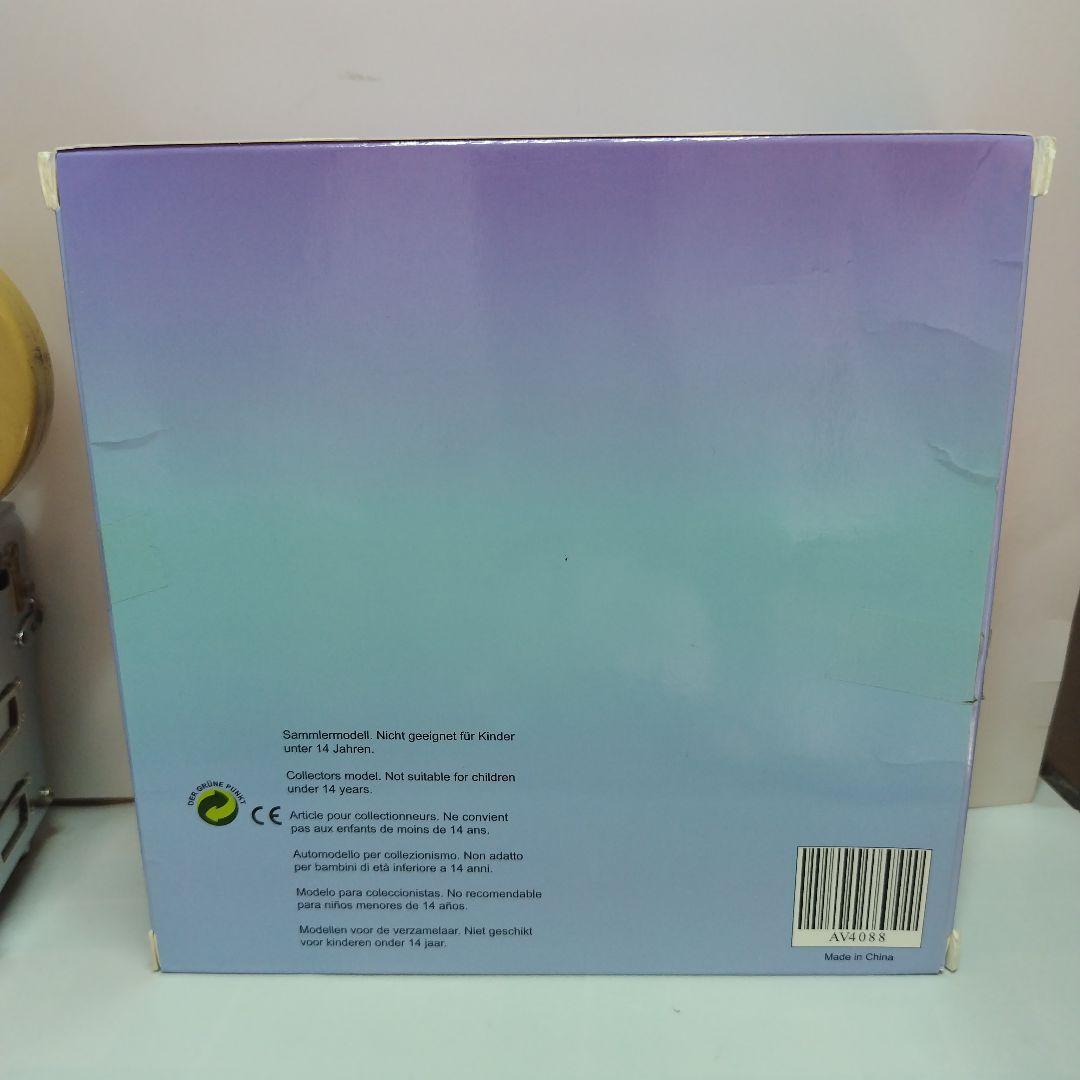 Sammlermodell. Nicht geeignet für Kinder
unter 14 Jahren.
Collectors model. Not suitable for children
under 14 years.
DER GRÜNE PUNKT
CE
Article pour collectionneurs. Ne convient
pas aux enfants de moins de 14 ans.
Automodello per collezionismo. Non adatto
per bambini di età inferiore a 14 anni.
Modelo para coleccionistas. No recomendable
para niños menores de 14 años.
Modellen voor de verzamelaar. Niet geschikt
voor kinderen onder 14 jaar.
AV4088
Made in China